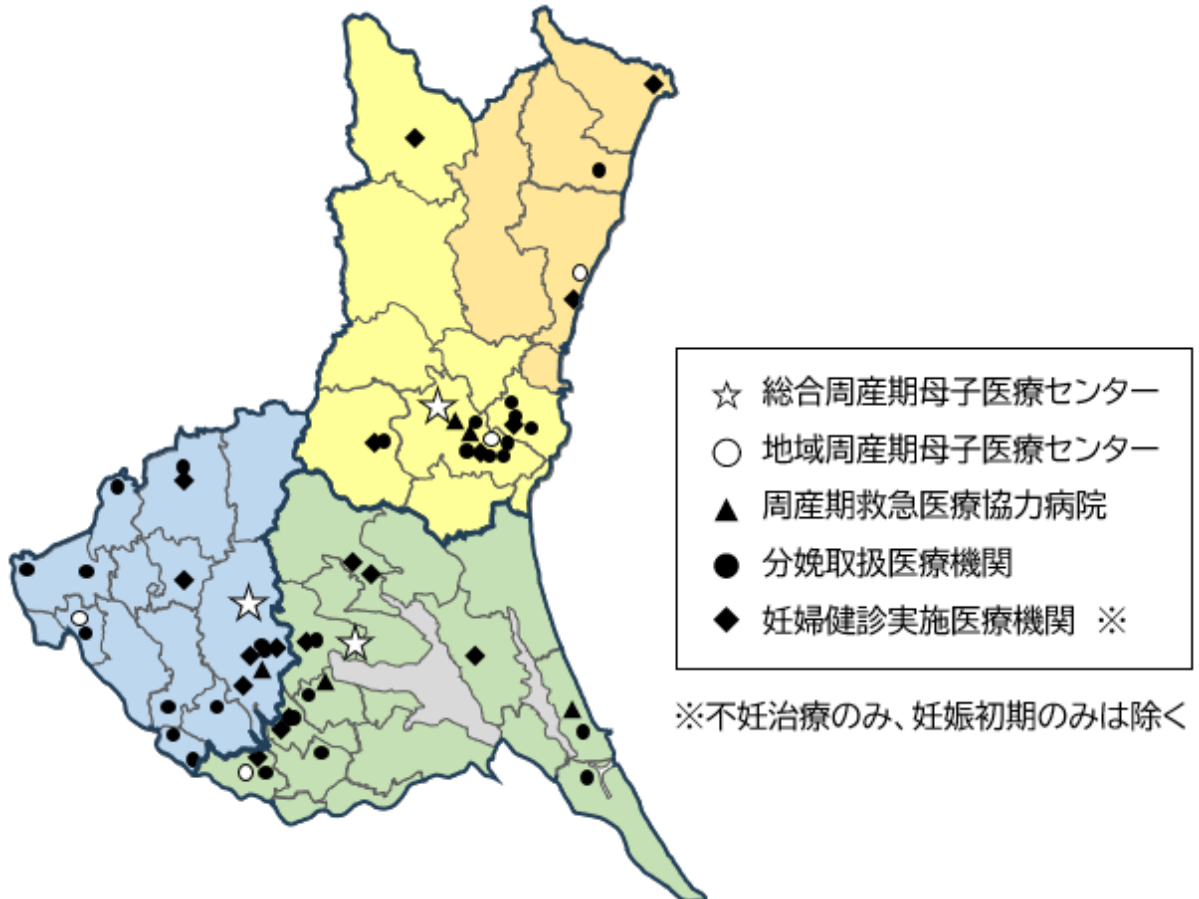 ☆ 総合周産期母子医療センター
○ 地域周産期母子医療センター
▲ 周産期救急医療協力病院
● 分娩取扱医療機関
◆ 妊婦健診実施医療機関 ※
※不妊治療のみ、妊娠初期のみは除く